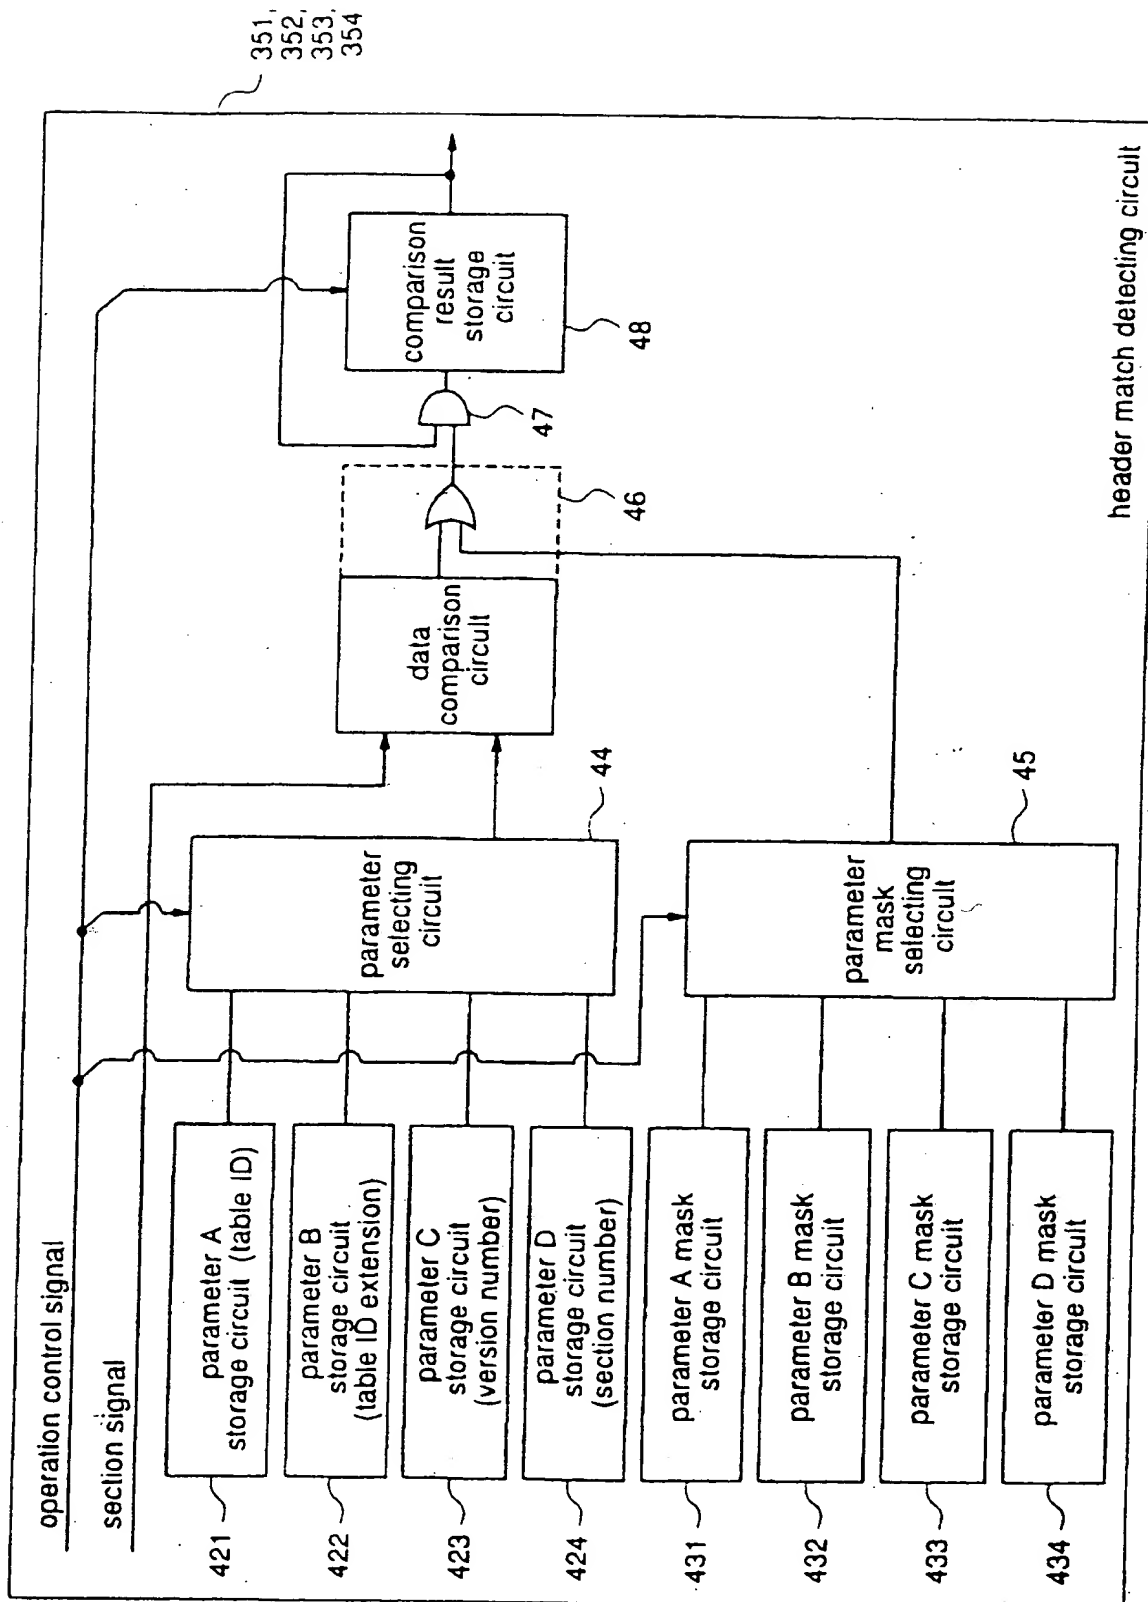 351,
352,
353,
354
operation control signal
section signal
421
parameter A
storage circuit (table ID)
422
parameter B
storage circuit
(table ID extension)
423
parameter C
storage circuit
(version number)
424
parameter D
storage circuit
(section number)
431
parameter A mask
storage circuit
432
parameter B mask
storage circuit
433
parameter C mask
storage circuit
434
parameter D mask
storage circuit
parameter
selecting
circuit
44
parameter
mask
selecting
circuit
45
data
comparison
circuit
46
47
comparison
result
storage
circuit
48
header match detecting circuit